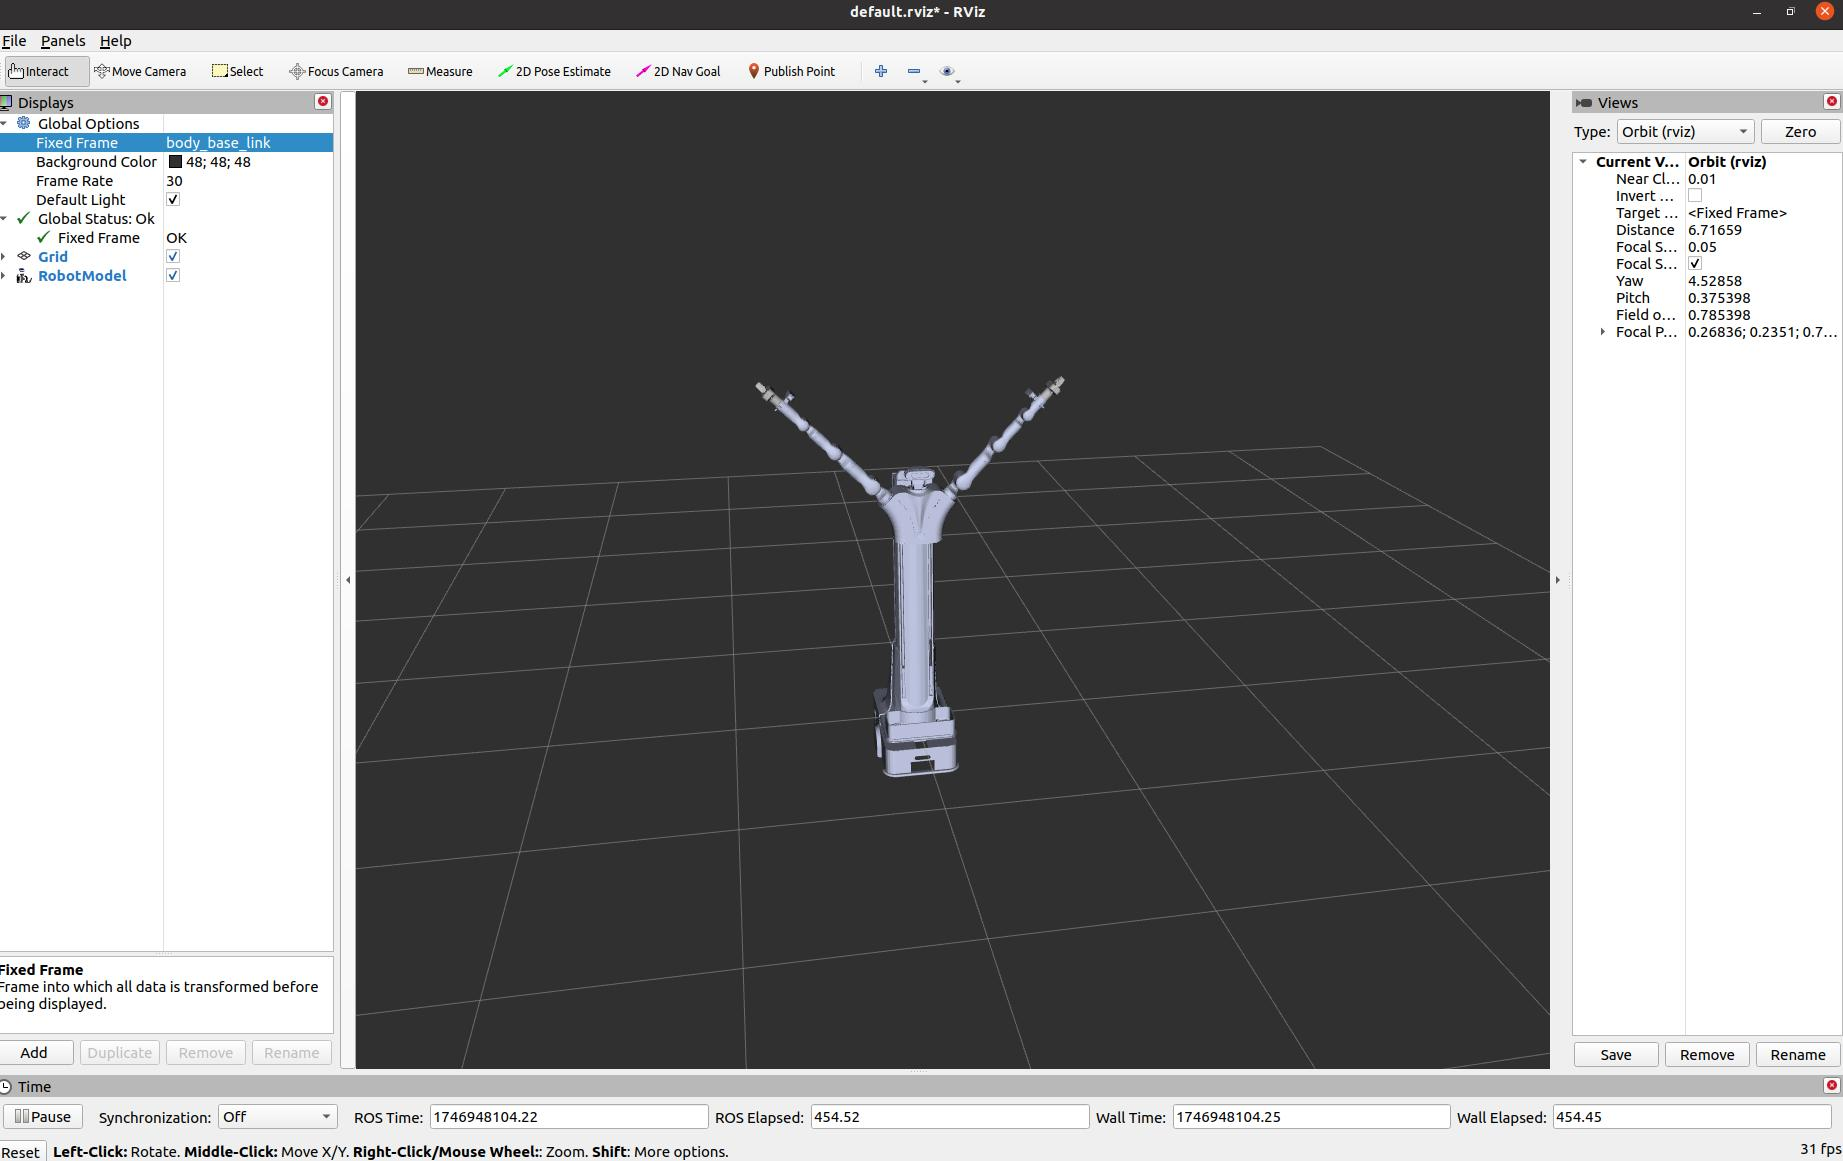 default.rviz* - RViz
File Panels Help
Interact Move Camera Select Focus Camera Measure 2D Pose Estimate 2D Nav Goal Publish Point
Displays
Global Options
Fixed Frame body_base_link
Background Color 48; 48; 48
Frame Rate 30
Default Light
Global Status: Ok
Fixed Frame OK
Grid
RobotModel
Fixed Frame
Frame into which all data is transformed before
being displayed.
Add Duplicate Remove Rename
Views
Type: Orbit (rviz) Zero
Current V... Orbit (rviz)
Near Cl... 0.01
Invert ...
Target ... <Fixed Frame>
Distance 6.71659
Focal S... 0.05
Focal S...
Yaw 4.52858
Pitch 0.375398
Field o... 0.785398
Focal P... 0.26836; 0.2351; 0.7...
Save Remove Rename
Time
Pause Synchronization: Off ROS Time: 1746948104.22 ROS Elapsed: 454.52 Wall Time: 1746948104.25 Wall Elapsed: 454.45
Reset Left-Click: Rotate. Middle-Click: Move X/Y. Right-Click/Mouse Wheel:: Zoom. Shift: More options. 31 fps